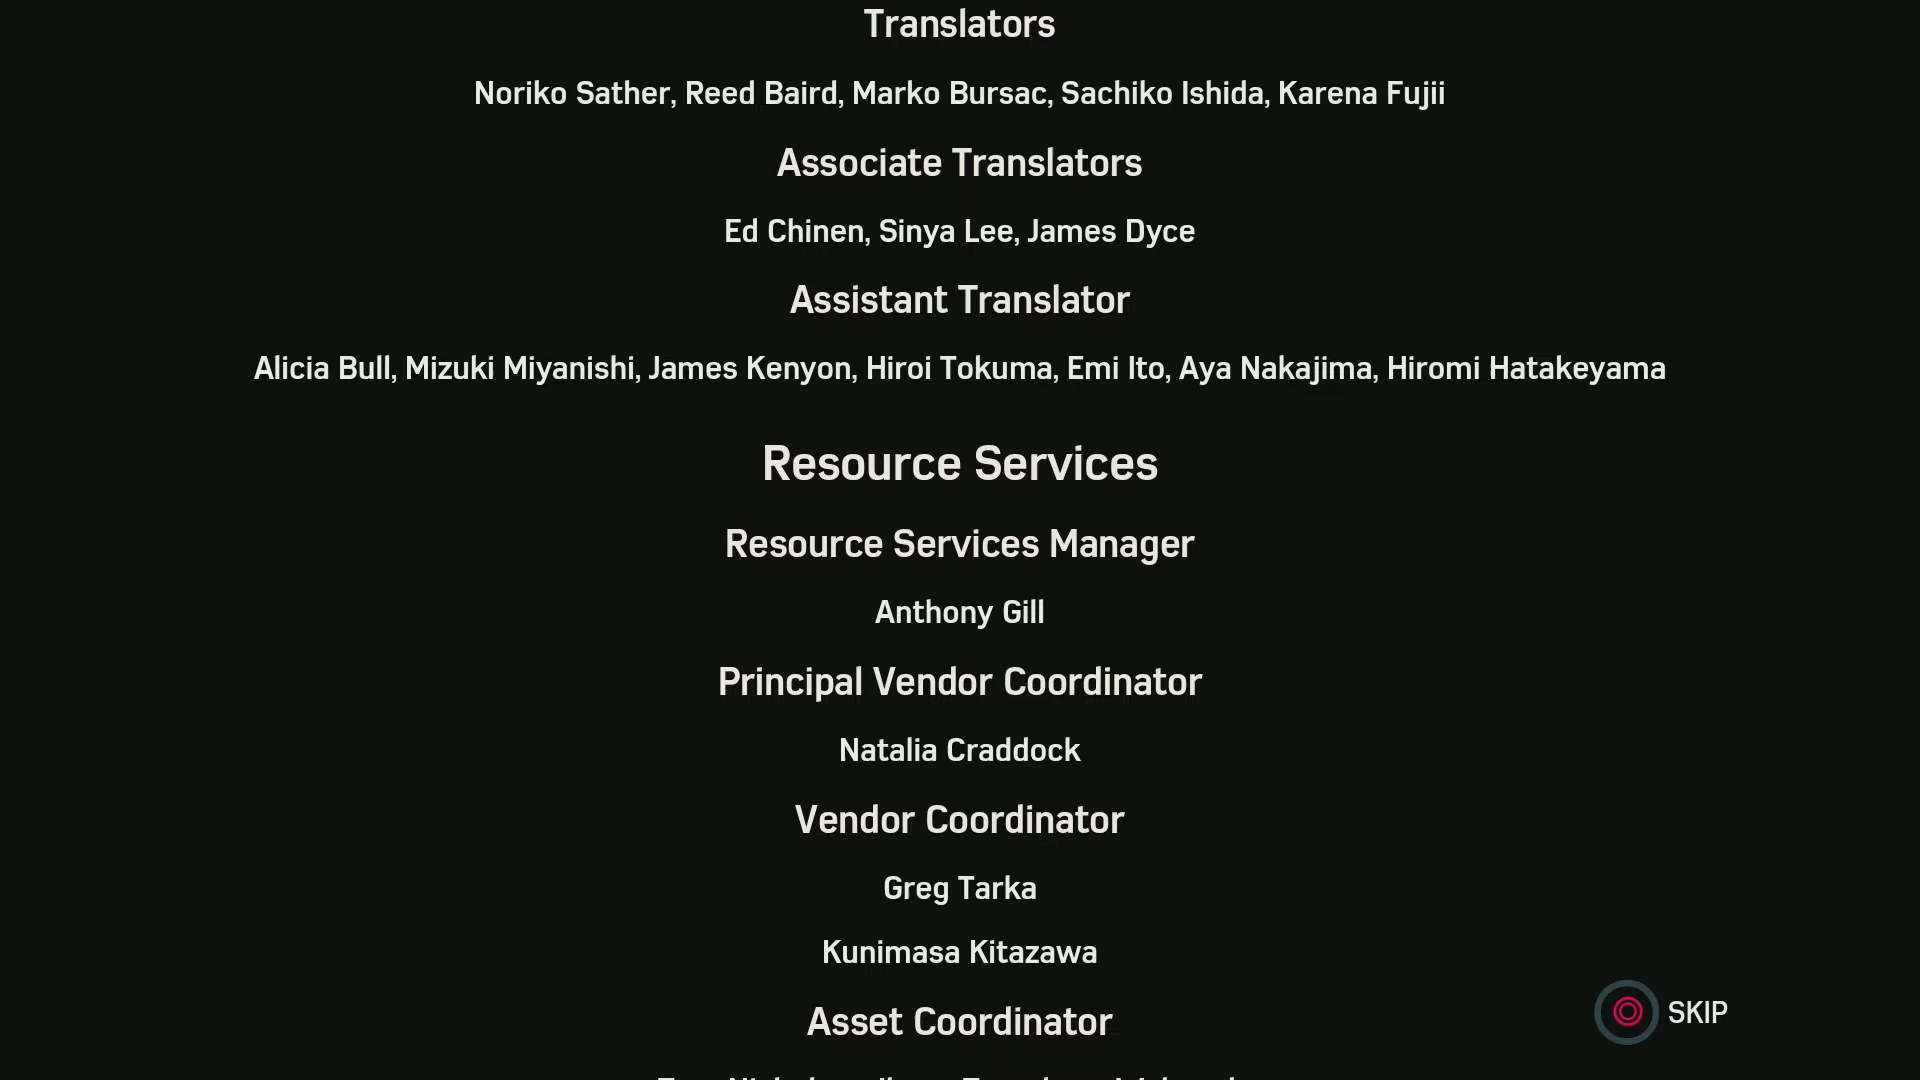 Translators
Noriko Sather, Reed Baird, Marko Bursac, Sachiko Ishida, Karena Fujii
Associate Translators
Ed Chinen, Sinya Lee, James Dyce
Assistant Translator
Alicia Bull, Mizuki Miyanishi, James Kenyon, Hiroi Tokuma, Emi Ito, Aya Nakajima, Hiromi Hatakeyama
Resource Services
Resource Services Manager
Anthony Gill
Principal Vendor Coordinator
Natalia Craddock
Vendor Coordinator
Greg Tarka
Kunimasa Kitazawa
Asset Coordinator
SKIP